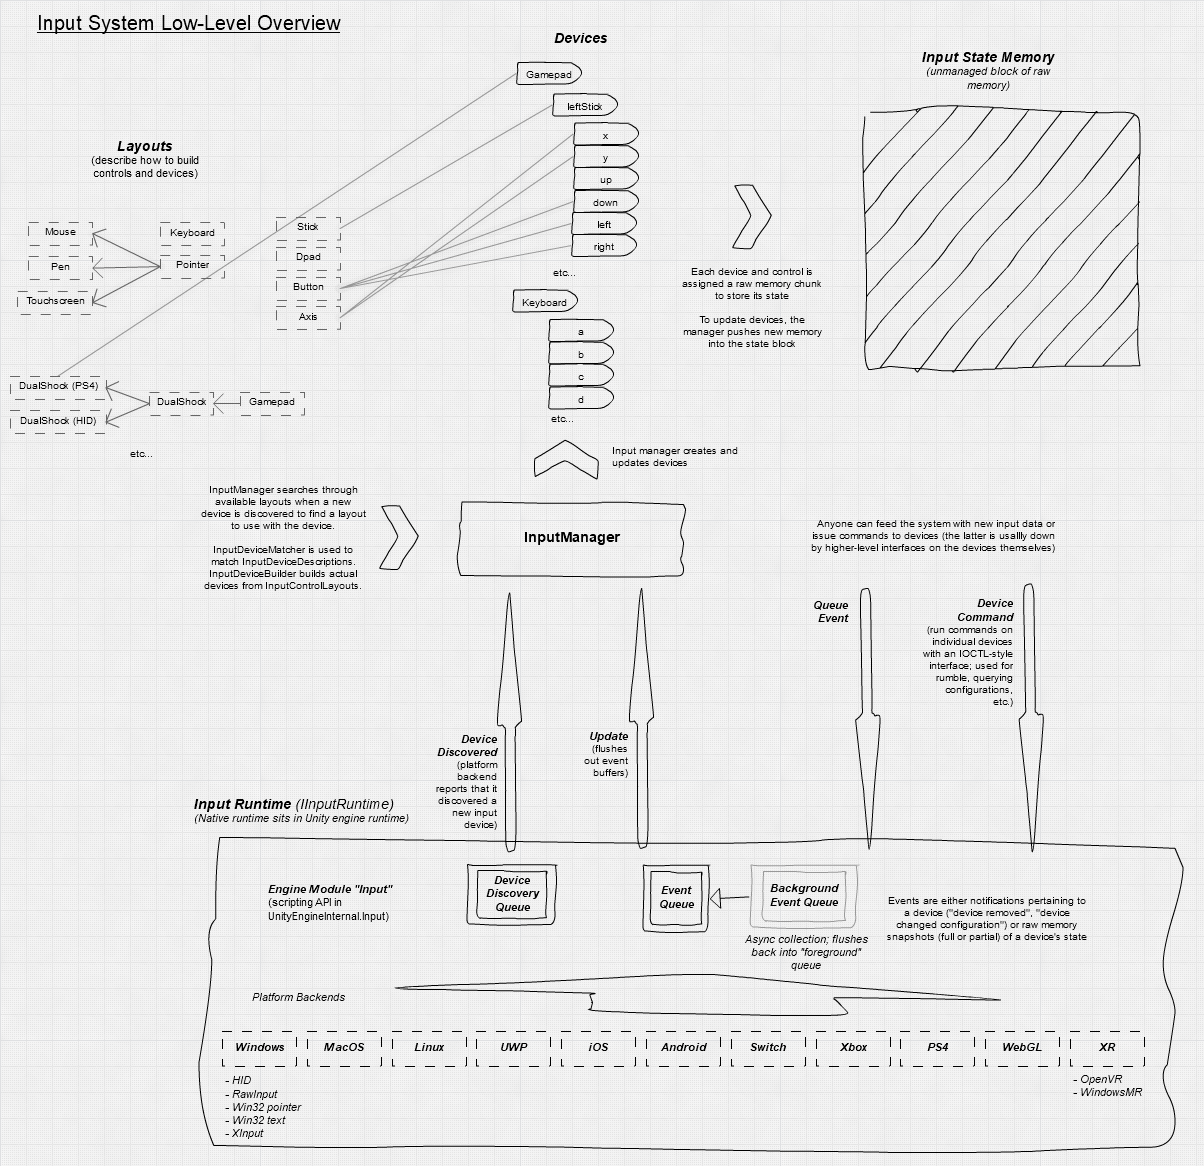 Input System Low-Level Overview
Devices
Gamepad
leftStick
x
y
up
down
left
right
etc...
Keyboard
a
b
c
d
etc...
Input State Memory
(unmanaged block of raw
memory)
Layouts
(describe how to build
controls and devices)
Mouse
Pen
Touchscreen
Keyboard
Pointer
Stick
Dpad
Button
Axis
DualShock (PS4)
DualShock (HID)
DualShock
Gamepad
etc...
Each device and control is
assigned a raw memory chunk
to store its state
To update devices, the
manager pushes new memory
into the state block
Input manager creates and
updates devices
InputManager searches through
available layouts when a new
device is discovered to find a layout
to use with the device.
InputDeviceMatcher is used to
match InputDeviceDescriptions.
InputDeviceBuilder builds actual
devices from InputControlLayouts.
InputManager
Anyone can feed the system with new input data or
issue commands to devices (the latter is usallly down
by higher-level interfaces on the devices themselves)
Queue
Event
Device
Command
(run commands on
individual devices
with an IOCTL-style
interface; used for
rumble, querying
configurations,
etc.)
Device
Discovered
(platform
backend
reports that it
discovered a
new input
device)
Update
(flushes
out event
buffers)
Input Runtime (IInputRuntime)
(Native runtime sits in Unity engine runtime)
Engine Module "Input"
(scripting API in
UnityEngineInternal.Input)
Device
Discovery
Queue
Event
Queue
Background
Event Queue
Async collection; flushes
back into "foreground"
queue
Events are either notifications pertaining to
a device ("device removed", "device
changed configuration") or raw memory
snapshots (full or partial) of a device's state
Platform Backends
Windows
MacOS
Linux
UWP
iOS
Android
Switch
Xbox
PS4
WebGL
XR
- HID
- RawInput
- Win32 pointer
- Win32 text
- XInput
- OpenVR
- WindowsMR